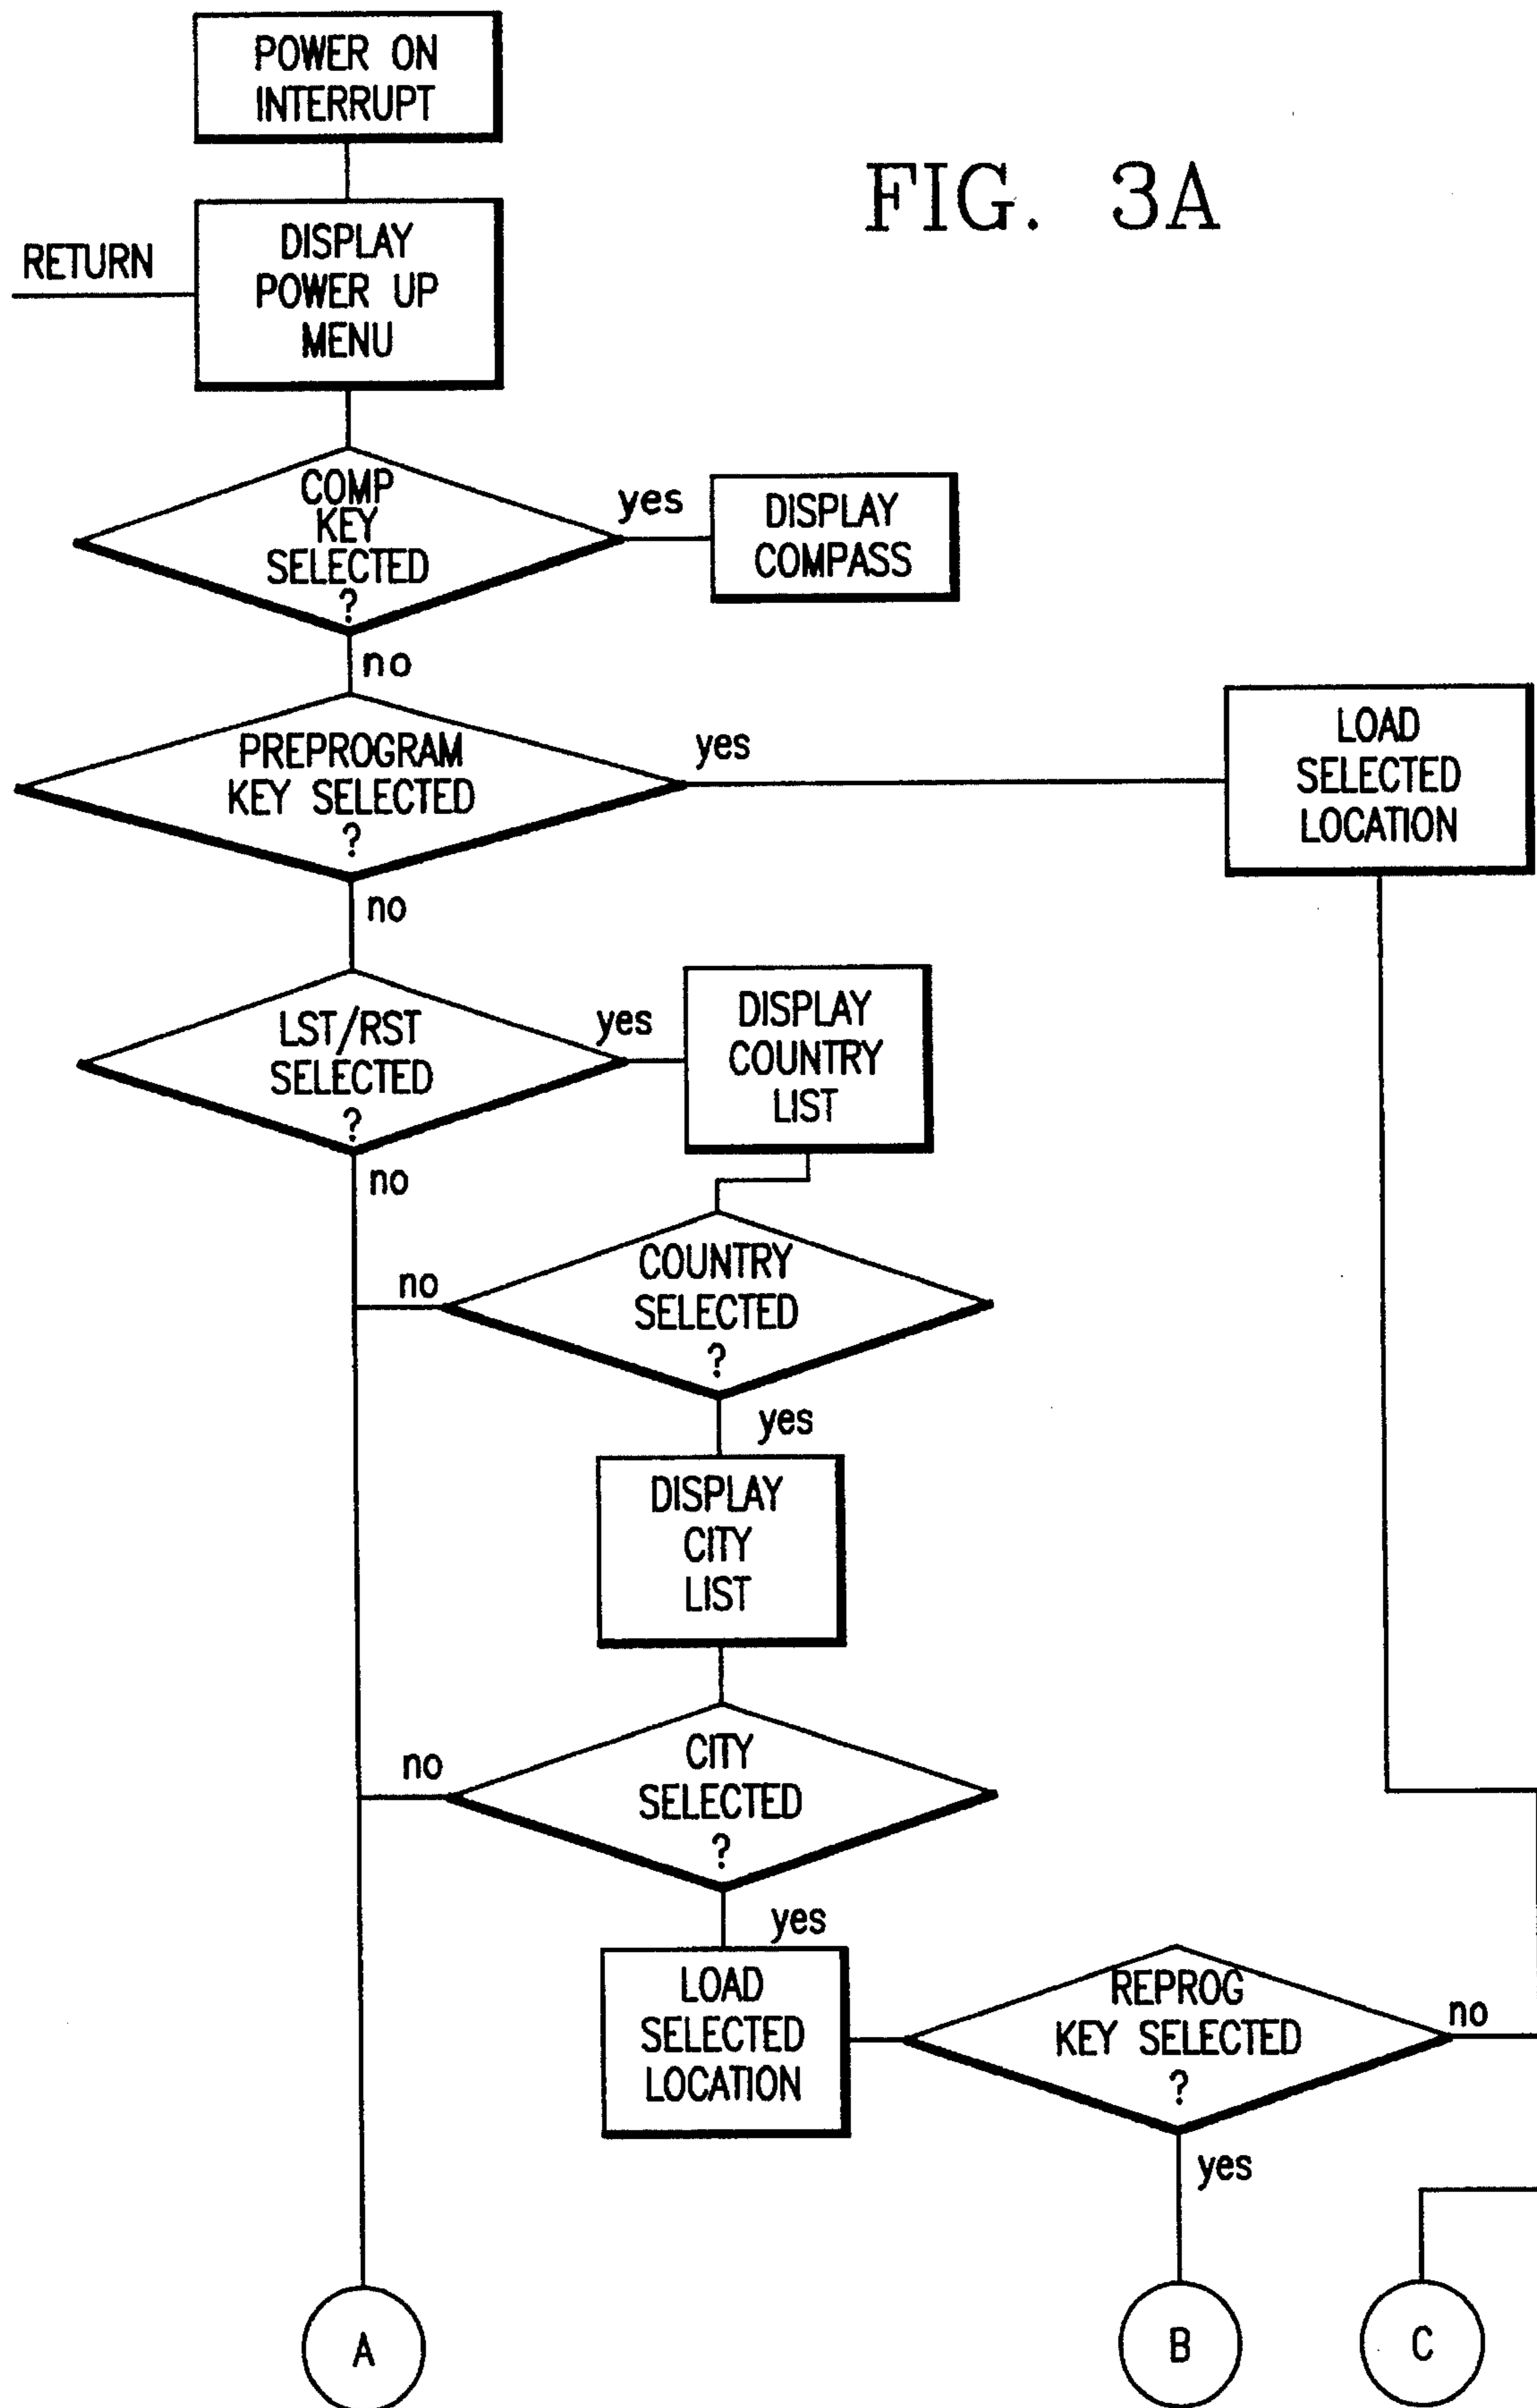 POWER ON
INTERRUPT
FIG. 3A
RETURN
DISPLAY
POWER UP
MENU
COMP
KEY
SELECTED
?
yes
DISPLAY
COMPASS
no
PREPROGRAM
KEY SELECTED
?
yes
LOAD
SELECTED
LOCATION
no
LST/RST
SELECTED
?
yes
DISPLAY
COUNTRY
LIST
no
COUNTRY
SELECTED
?
no
yes
DISPLAY
CITY
LIST
CITY
SELECTED
?
no
yes
LOAD
SELECTED
LOCATION
REPROG
KEY SELECTED
?
no
yes
A
B
C